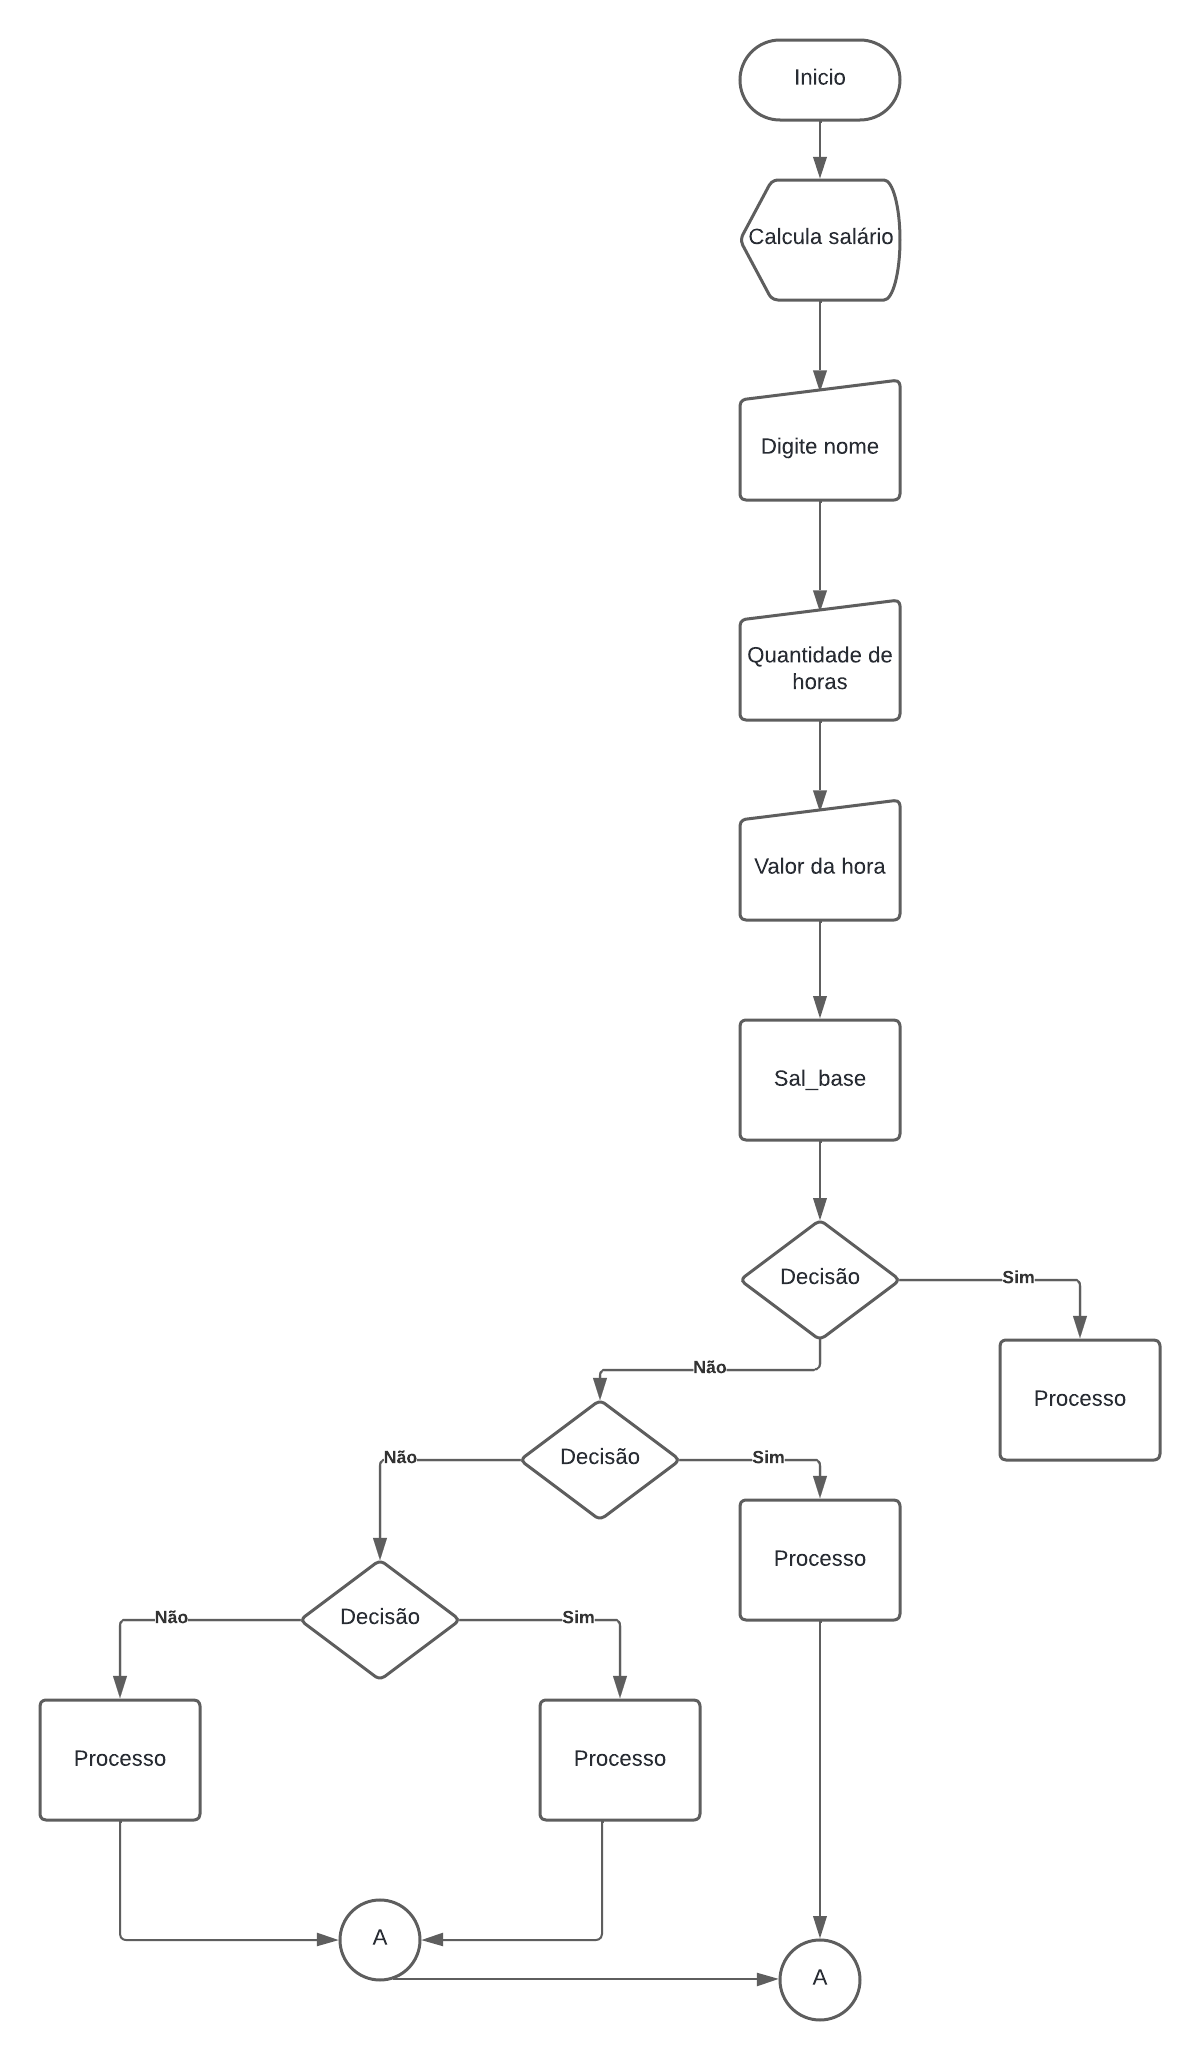 Inicio
Calcula salário
Digite nome
Quantidade de
horas
Valor da hora
Sal_base
Decisão
Sim
Processo
Não
Decisão
Não
Sim
Processo
Decisão
Não
Sim
Processo
Processo
A
A